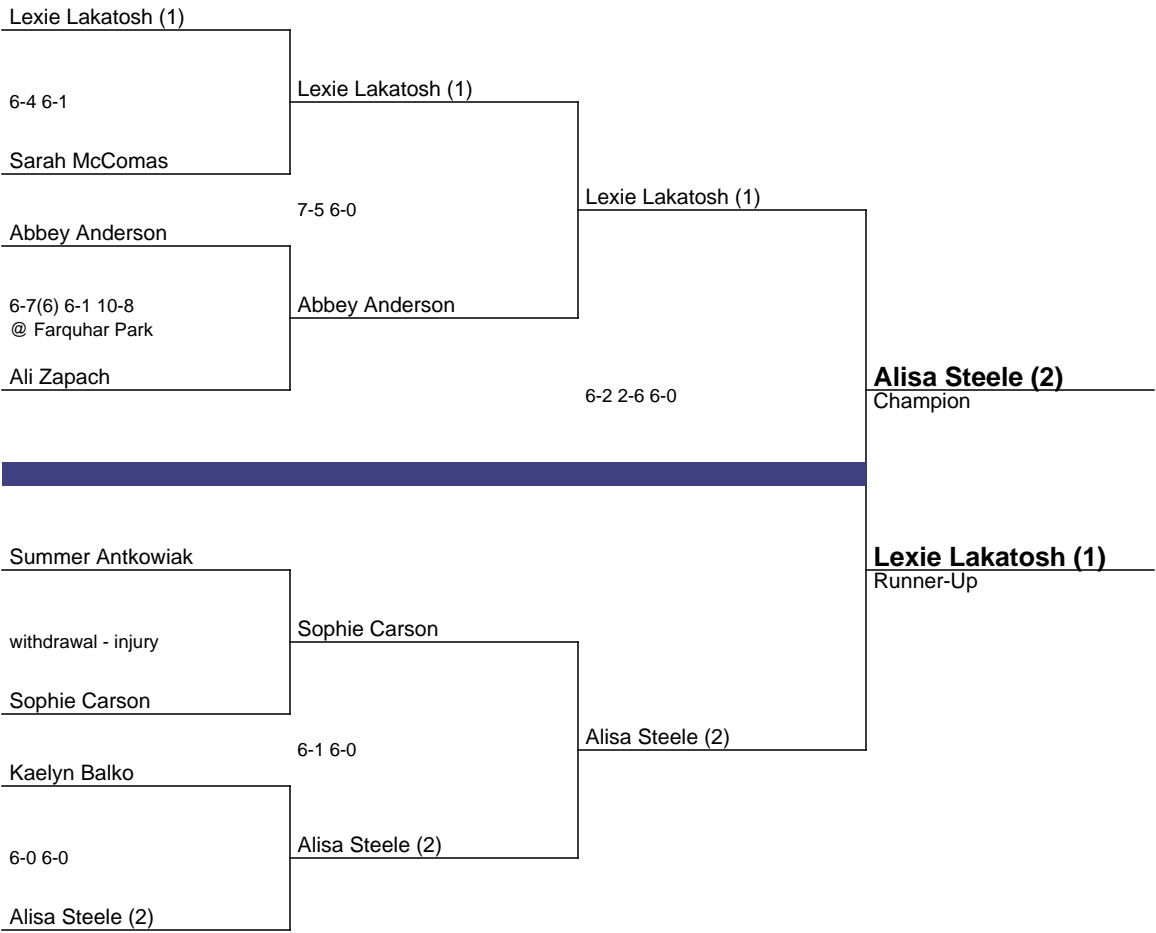 Lexie Lakatosh (1)
6-4 6-1
Sarah McComas
Abbey Anderson
6-7(6) 6-1 10-8
@ Farquhar Park
Ali Zapach
Summer Antkowiak
withdrawal - injury
Sophie Carson
Kaelyn Balko
6-0 6-0
Alisa Steele (2)
Lexie Lakatosh (1)
7-5 6-0
Abbey Anderson
Sophie Carson
6-1 6-0
Alisa Steele (2)
Lexie Lakatosh (1)
6-2 2-6 6-0
Alisa Steele (2)
Alisa Steele (2)
Champion
Lexie Lakatosh (1)
Runner-Up